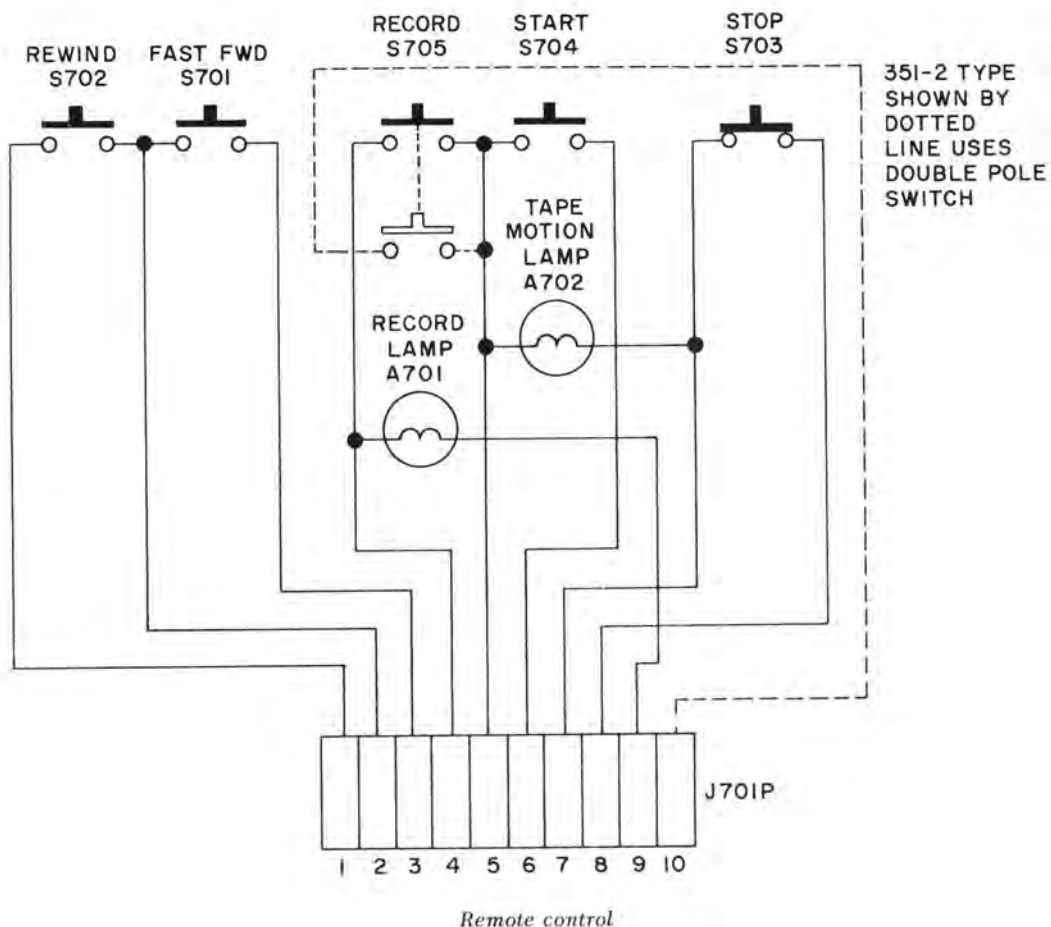 REWIND
S702
FAST FWD
S701
RECORD
S705
START
S704
STOP
S703
351-2 TYPE
SHOWN BY
DOTTED
LINE USES
DOUBLE POLE
SWITCH
TAPE
MOTION
LAMP
A702
RECORD
LAMP
A701
J701P
1 2 3 4 5 6 7 8 9 10
Remote control